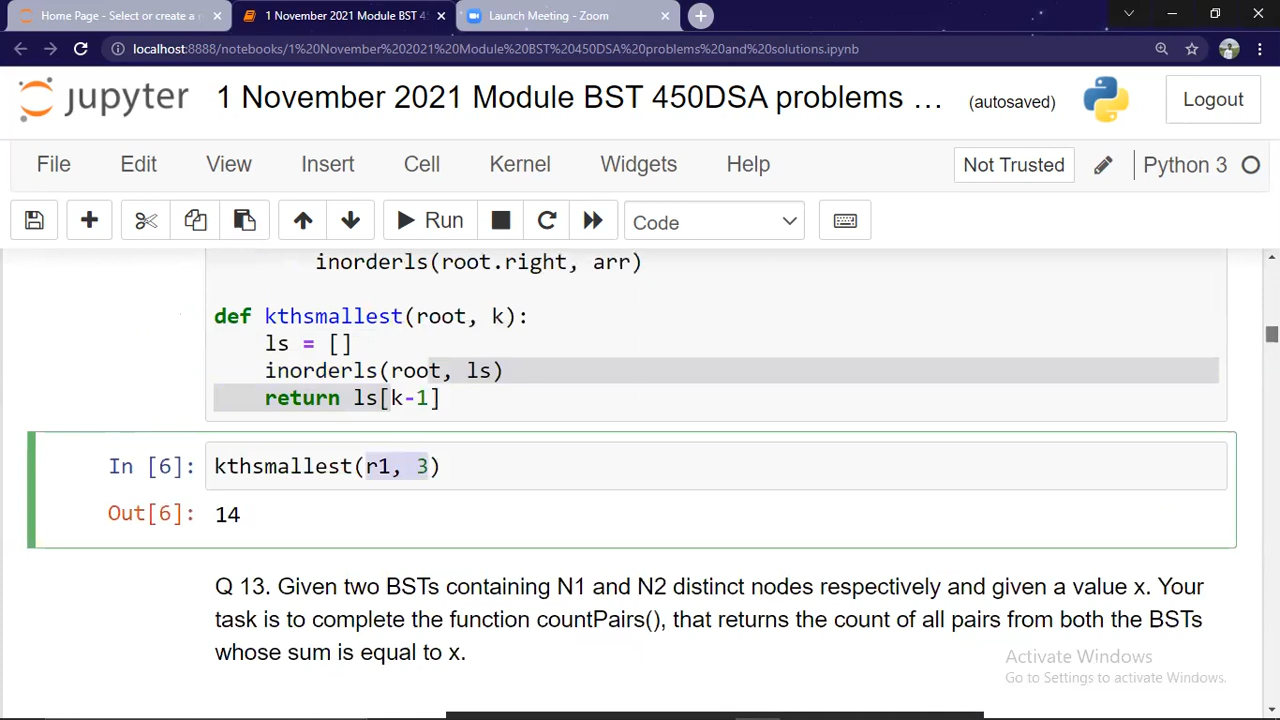 Home Page - Select or create a n
1 November 2021 Module BST 45
Launch Meeting - Zoom
localhost:8888/notebooks/1%20November%202021%20Module%20BST%20450DSA%20problems%20and%20solutions.ipynb
jupyter 1 November 2021 Module BST 450DSA problems ... (autosaved) Logout
File Edit View Insert Cell Kernel Widgets Help Not Trusted Python 3
Run Code
inorderls(root.right, arr)
def kthsmallest(root, k):
ls = []
inorderls(root, ls)
return ls[k-1]
In [6]: kthsmallest(r1, 3)
Out[6]: 14
Q 13. Given two BSTs containing N1 and N2 distinct nodes respectively and given a value x. Your
task is to complete the function countPairs(), that returns the count of all pairs from both the BSTs
whose sum is equal to x.
Activate Windows
Go to Settings to activate Windows.